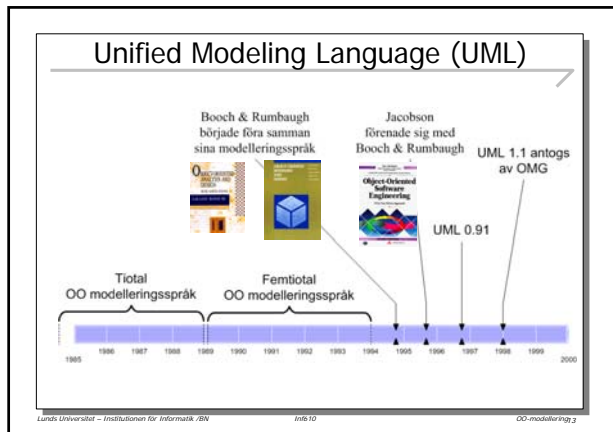 Unified Modeling Language (UML)
Booch & Rumbaugh
började föra samman
sina modelleringsspråk
Jacobson
förenade sig med
Booch & Rumbaugh
UML 1.1 antogs
av OMG
Object-Oriented
Software
Engineering
UML 0.91
Tiotal
OO modelleringsspråk
Femtiotal
OO modelleringsspråk
1985 1986 1987 1988 1989 1990 1991 1992 1993 1994 1995 1996 1997 1998 1999 2000
Lunds Universitet – Institutionen för Informatik /BN Inf610 OO-modellering 13